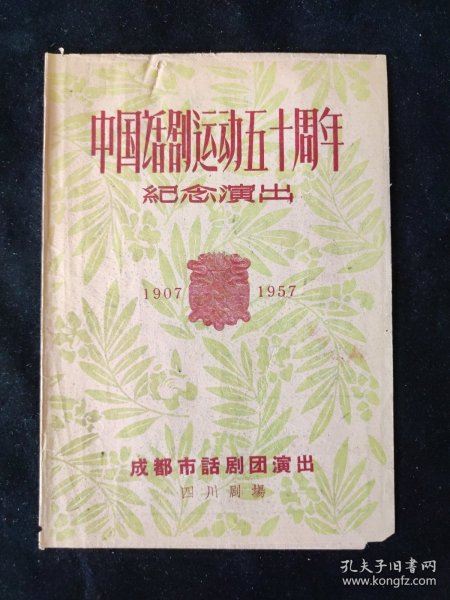 中国话剧运动五十周年
紀念演出
1907 1957
成都市話剧团演出
四川剧場
孔夫子旧书网
www.kongfz.com